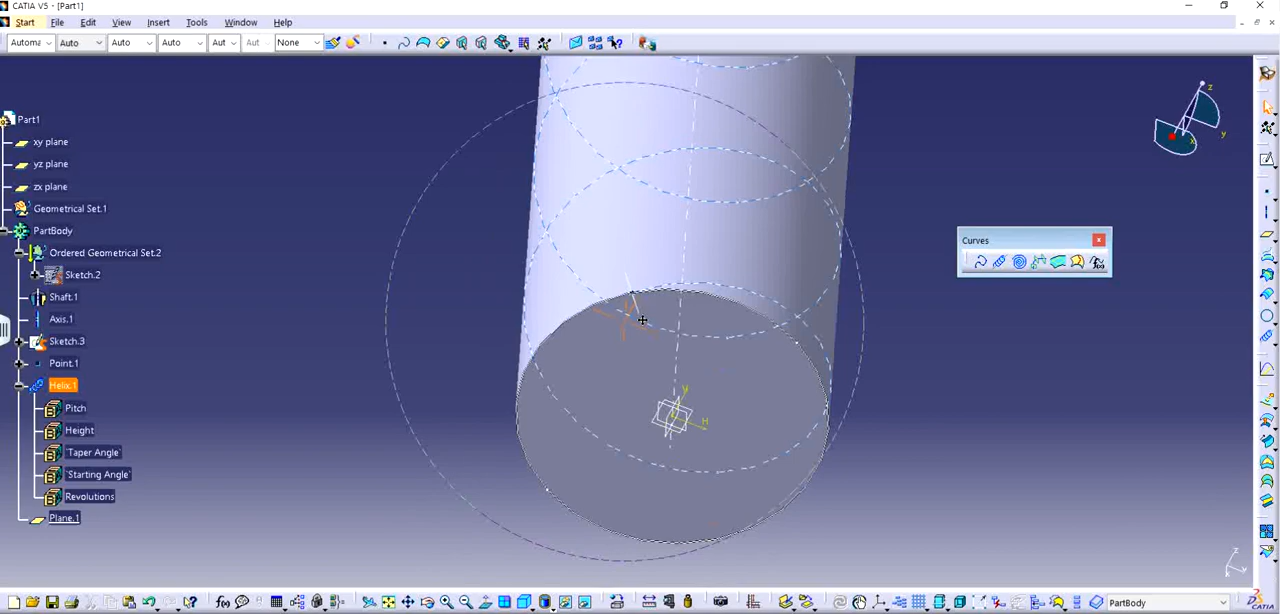 CATIA V5 - [Part1]
Start File Edit View Insert Tools Window Help
Automa Auto Auto Auto Aut Aut None
Part1
xy plane
yz plane
zx plane
Geometrical Set.1
PartBody
Ordered Geometrical Set.2
Sketch.2
Shaft.1
Axis.1
Sketch.3
Point.1
Helix.1
Pitch
Height
`Taper Angle`
`Starting Angle`
Revolutions
Plane.1
Curves
f(x)
PartBody
CATIA
z
y
x
V
H
z
x
y